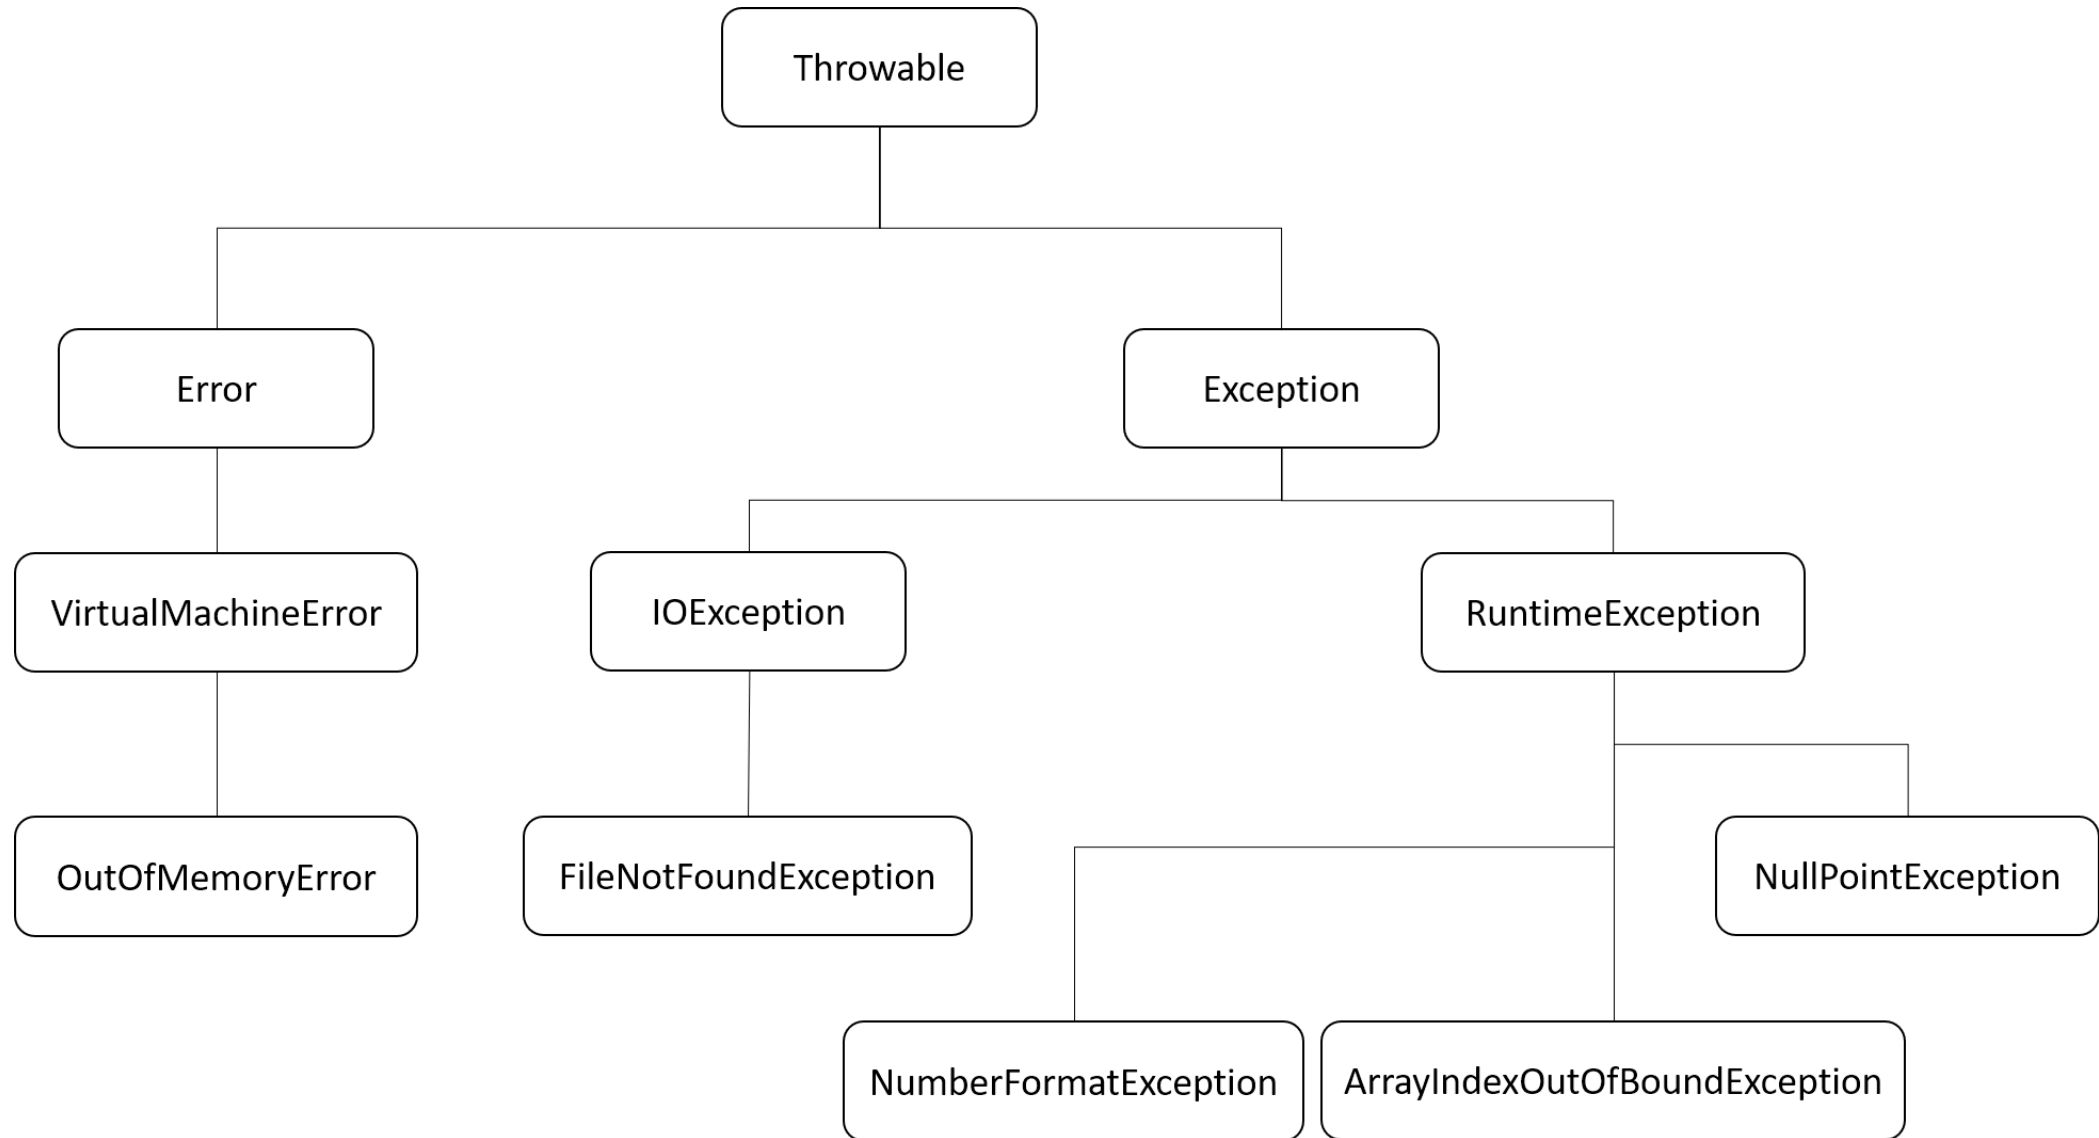 Throwable
Error
Exception
VirtualMachineError
IOException
RuntimeException
OutOfMemoryError
FileNotFoundException
NullPointException
NumberFormatException
ArrayIndexOutOfBoundException